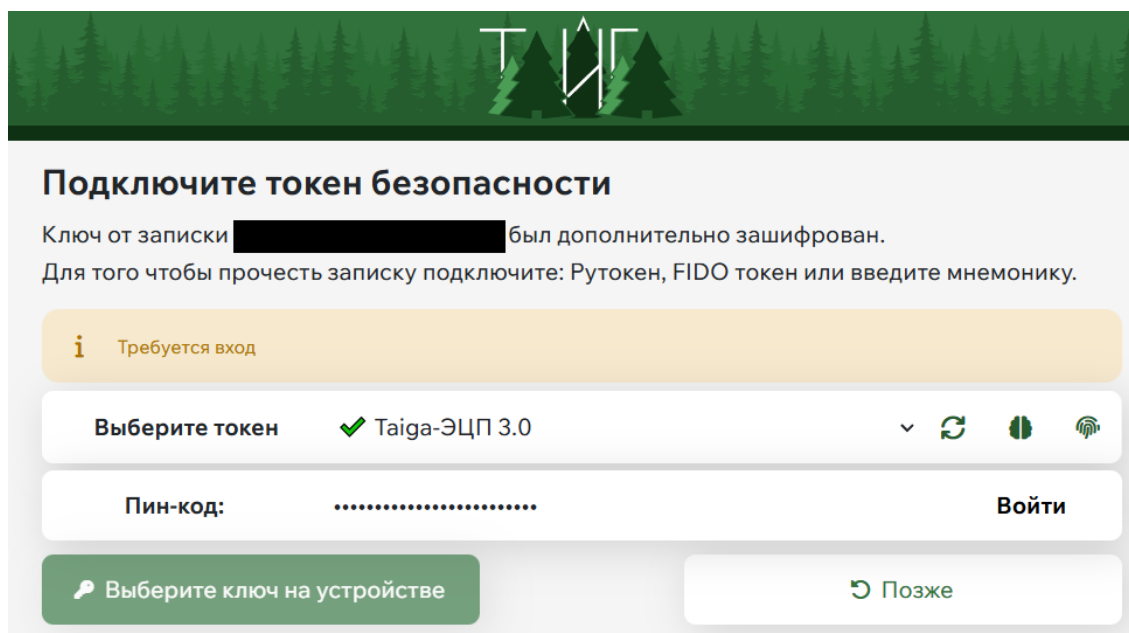 ТАЙГА
Подключите токен безопасности
Ключ от записки был дополнительно зашифрован.
Для того чтобы прочесть записку подключите: Рутокен, FIDO токен или введите мнемонику.
Требуется вход
Выберите токен Taiga-ЭЦП 3.0
Пин-код: ························· Войти
Выберите ключ на устройстве Позже